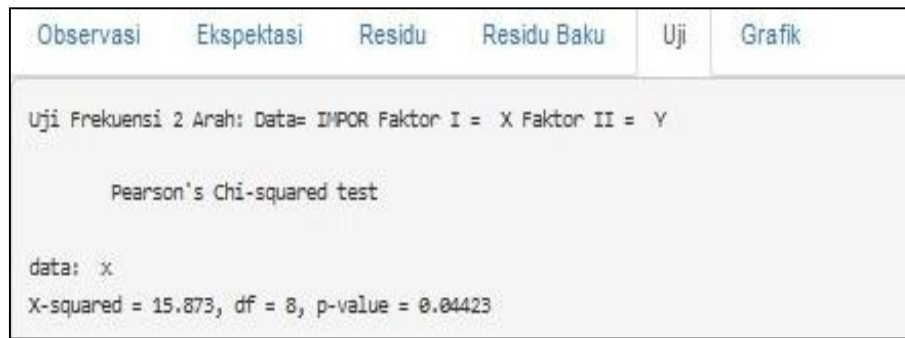 Observasi Ekspektasi Residu Residu Baku Uji Grafik
Uji Frekuensi 2 Arah: Data= IMPOR Faktor I = X Faktor II = Y
Pearson's Chi-squared test
data: x
X-squared = 15.873, df = 8, p-value = 0.04423